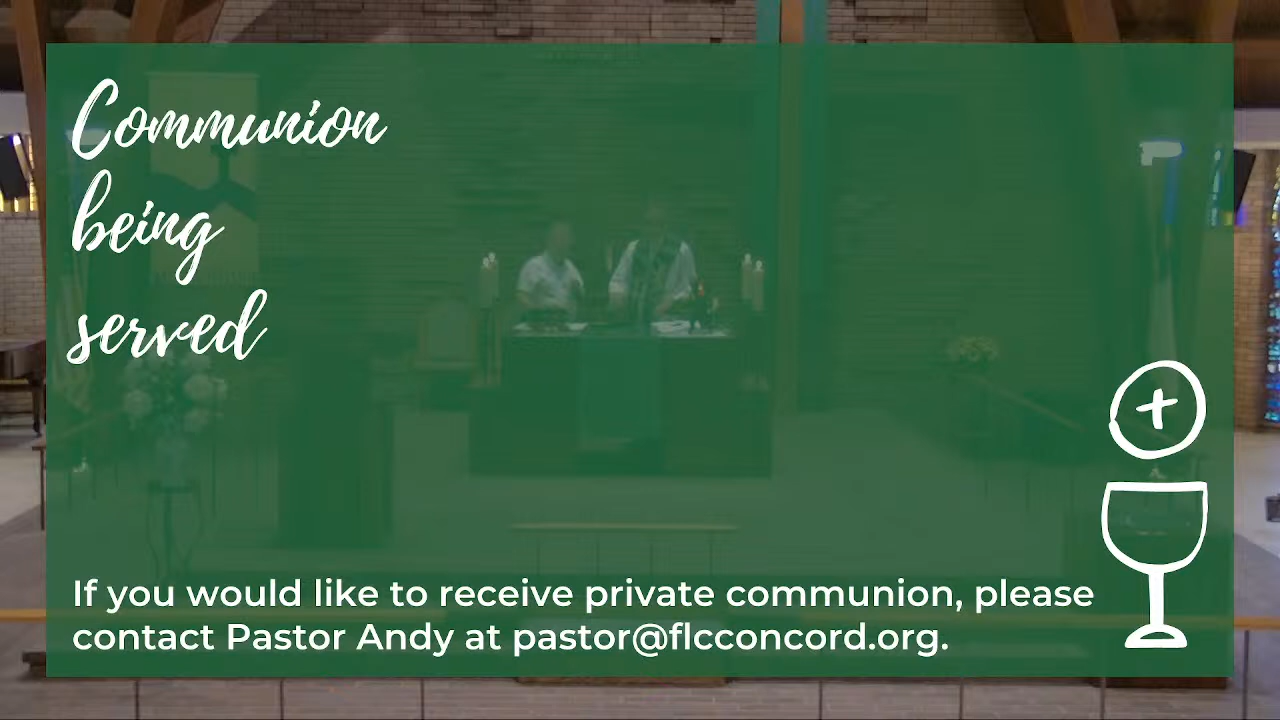 Communion
being
served
If you would like to receive private communion, please
contact Pastor Andy at pastor@flcconcord.org.